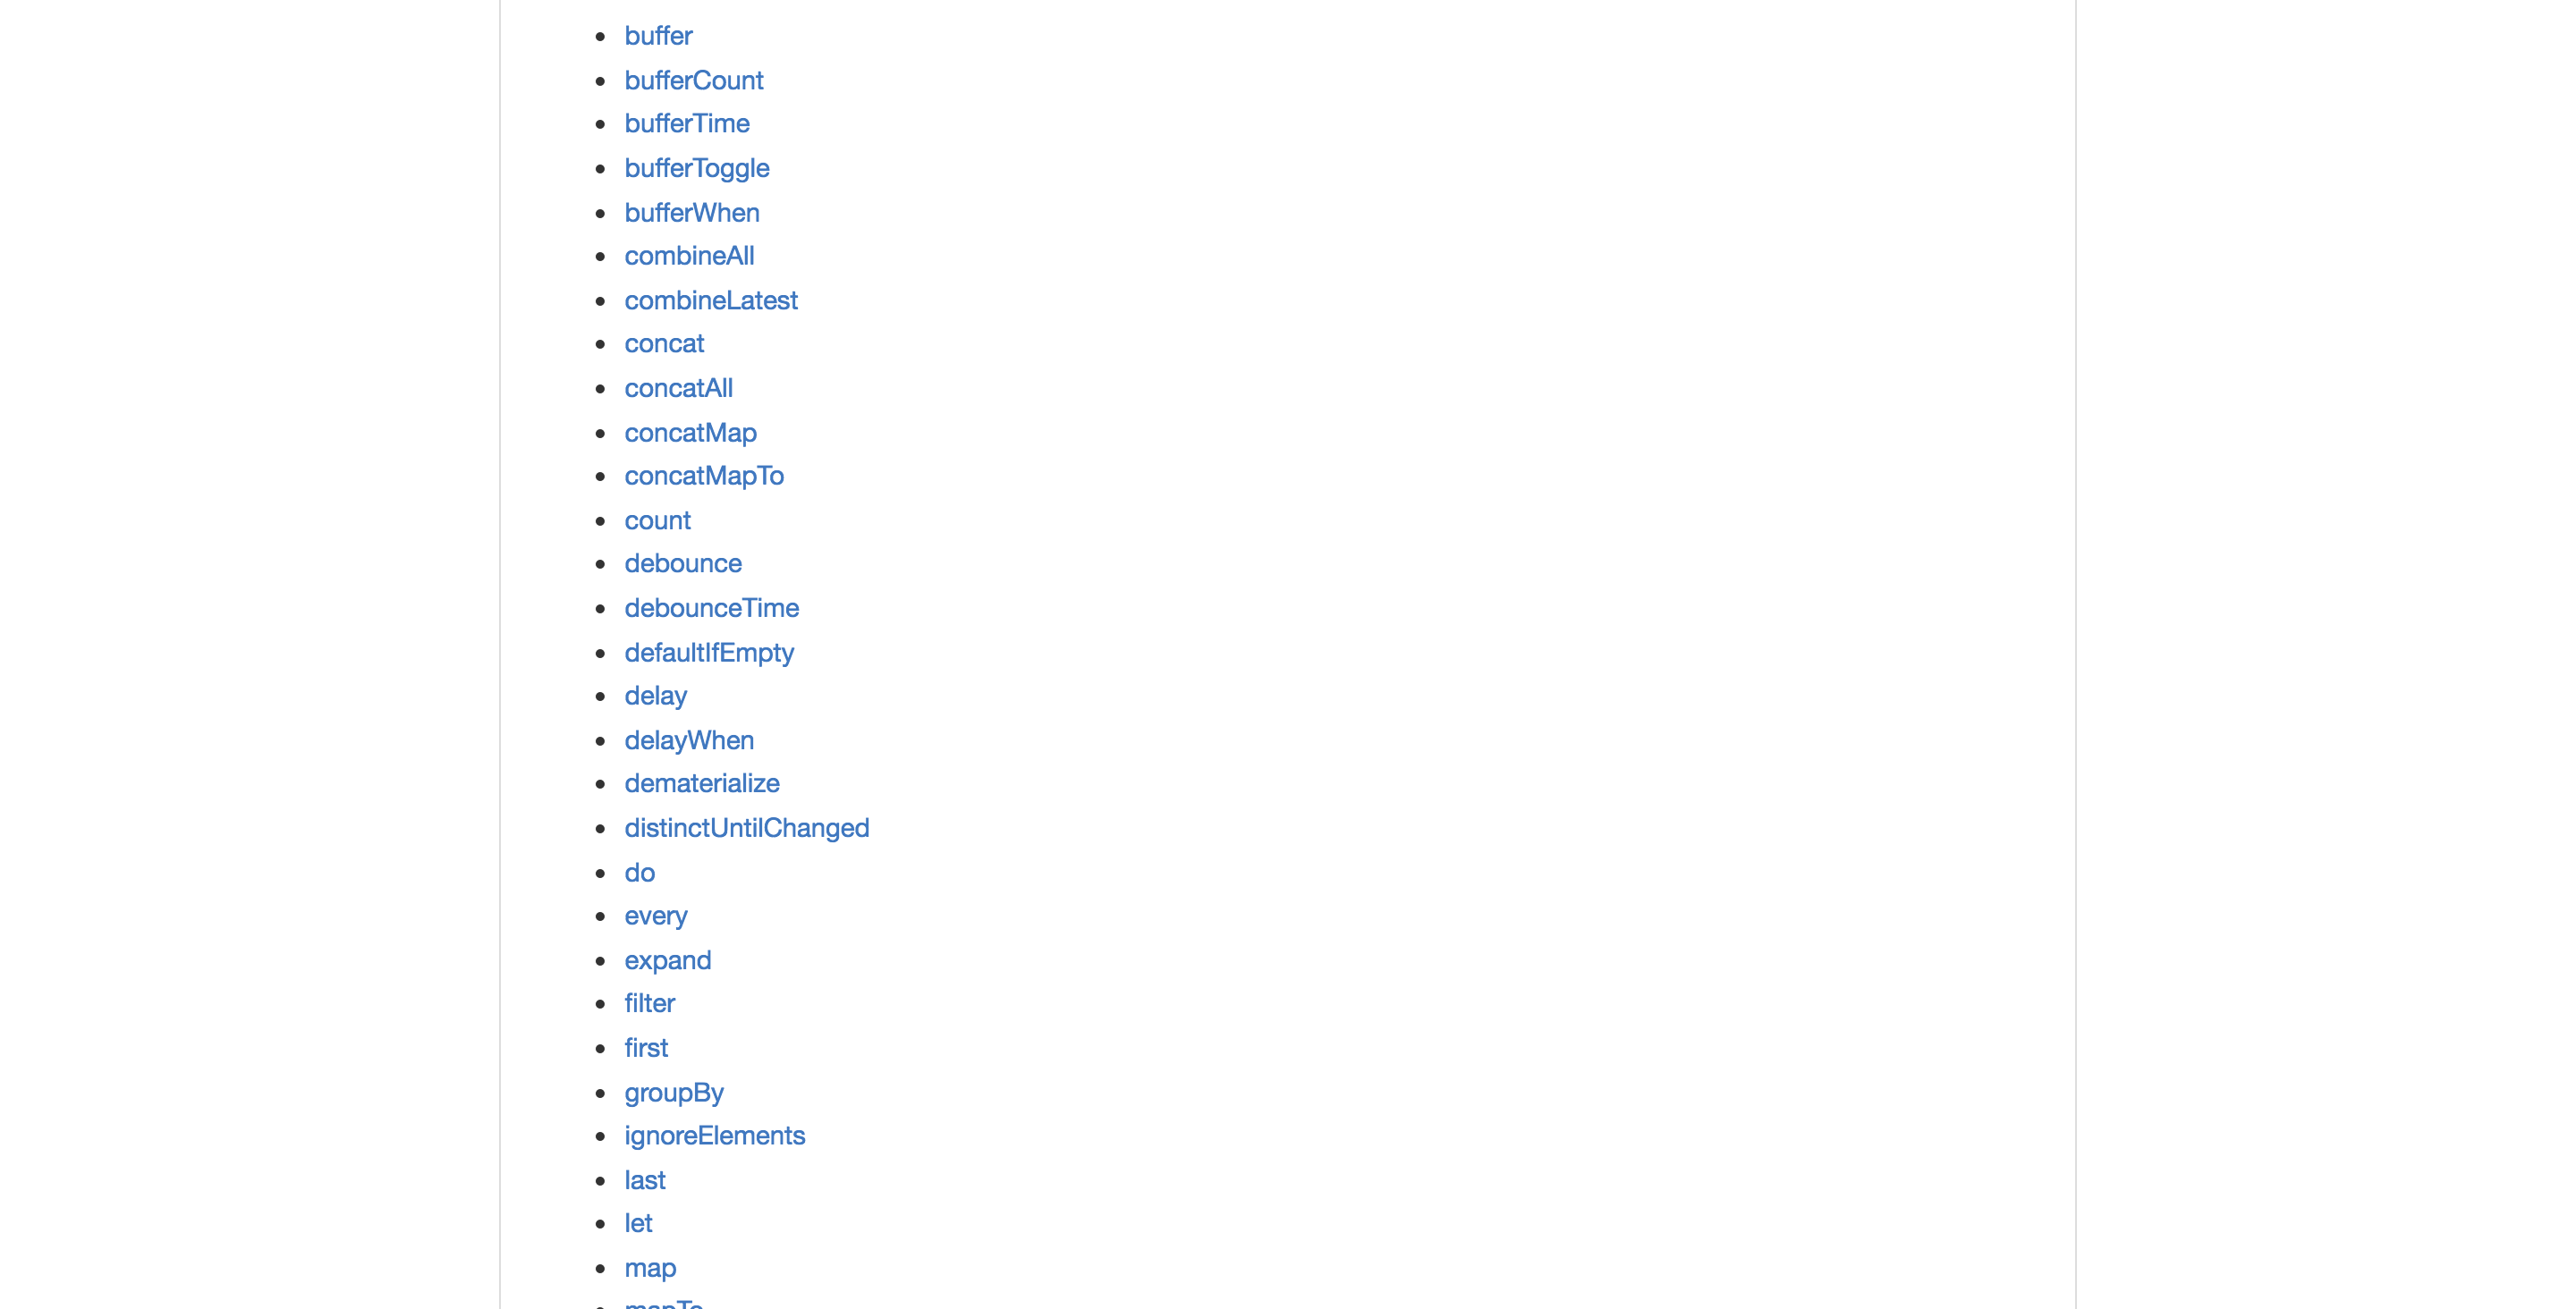 buffer
bufferCount
bufferTime
bufferToggle
bufferWhen
combineAll
combineLatest
concat
concatAll
concatMap
concatMapTo
count
debounce
debounceTime
defaultIfEmpty
delay
delayWhen
dematerialize
distinctUntilChanged
do
every
expand
filter
first
groupBy
ignoreElements
last
let
map
mapTo